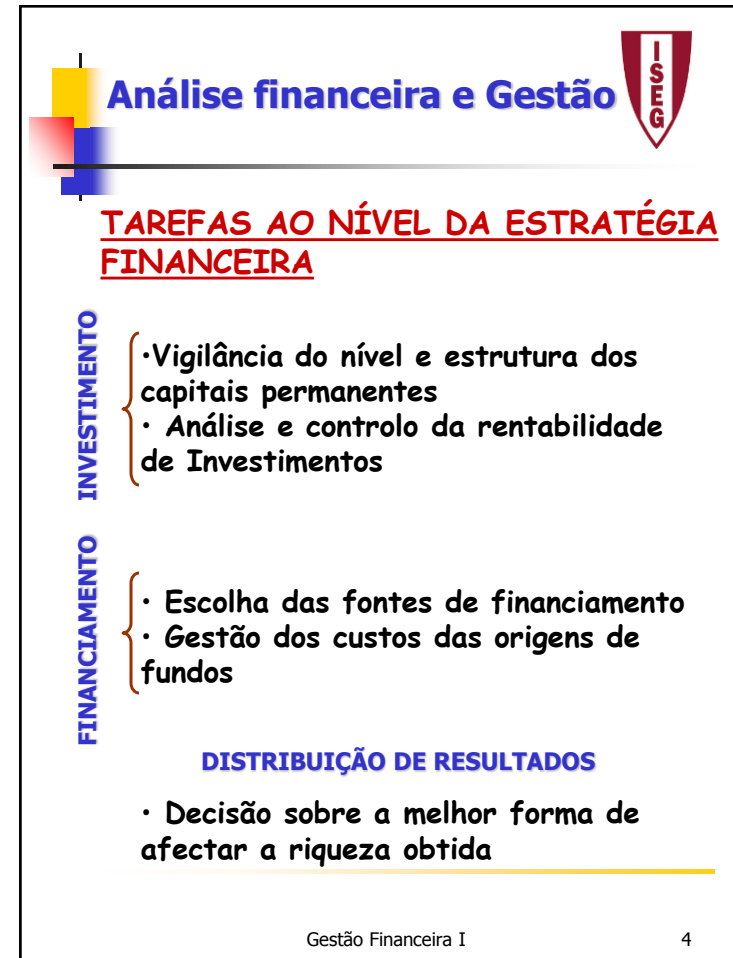 ISEG
Análise financeira e Gestão
TAREFAS AO NÍVEL DA ESTRATÉGIA
FINANCEIRA
INVESTIMENTO
•Vigilância do nível e estrutura dos
capitais permanentes
• Análise e controlo da rentabilidade
de Investimentos
FINANCIAMENTO
• Escolha das fontes de financiamento
• Gestão dos custos das origens de
fundos
DISTRIBUIÇÃO DE RESULTADOS
• Decisão sobre a melhor forma de
afectar a riqueza obtida
Gestão Financeira I 4